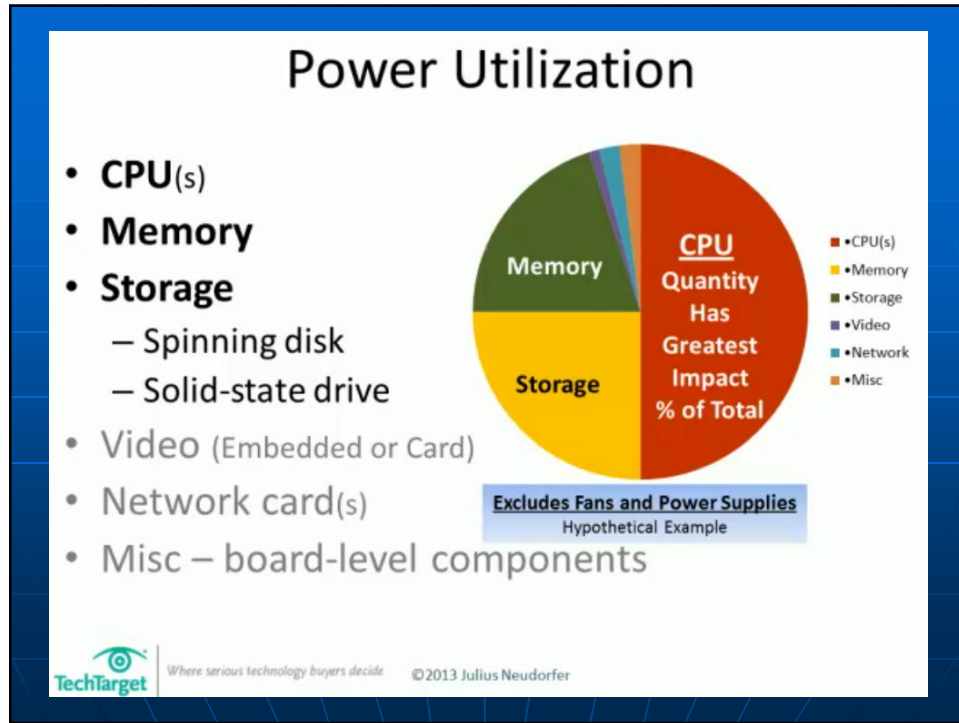 Power Utilization
• CPU(s)
• Memory
• Storage
– Spinning disk
– Solid-state drive
• Video (Embedded or Card)
• Network card(s)
• Misc – board-level components
Memory
Storage
CPU
Quantity
Has
Greatest
Impact
% of Total
•CPU(s)
•Memory
•Storage
•Video
•Network
•Misc
Excludes Fans and Power Supplies
Hypothetical Example
TechTarget
Where serious technology buyers decide
©2013 Julius Neudorfer